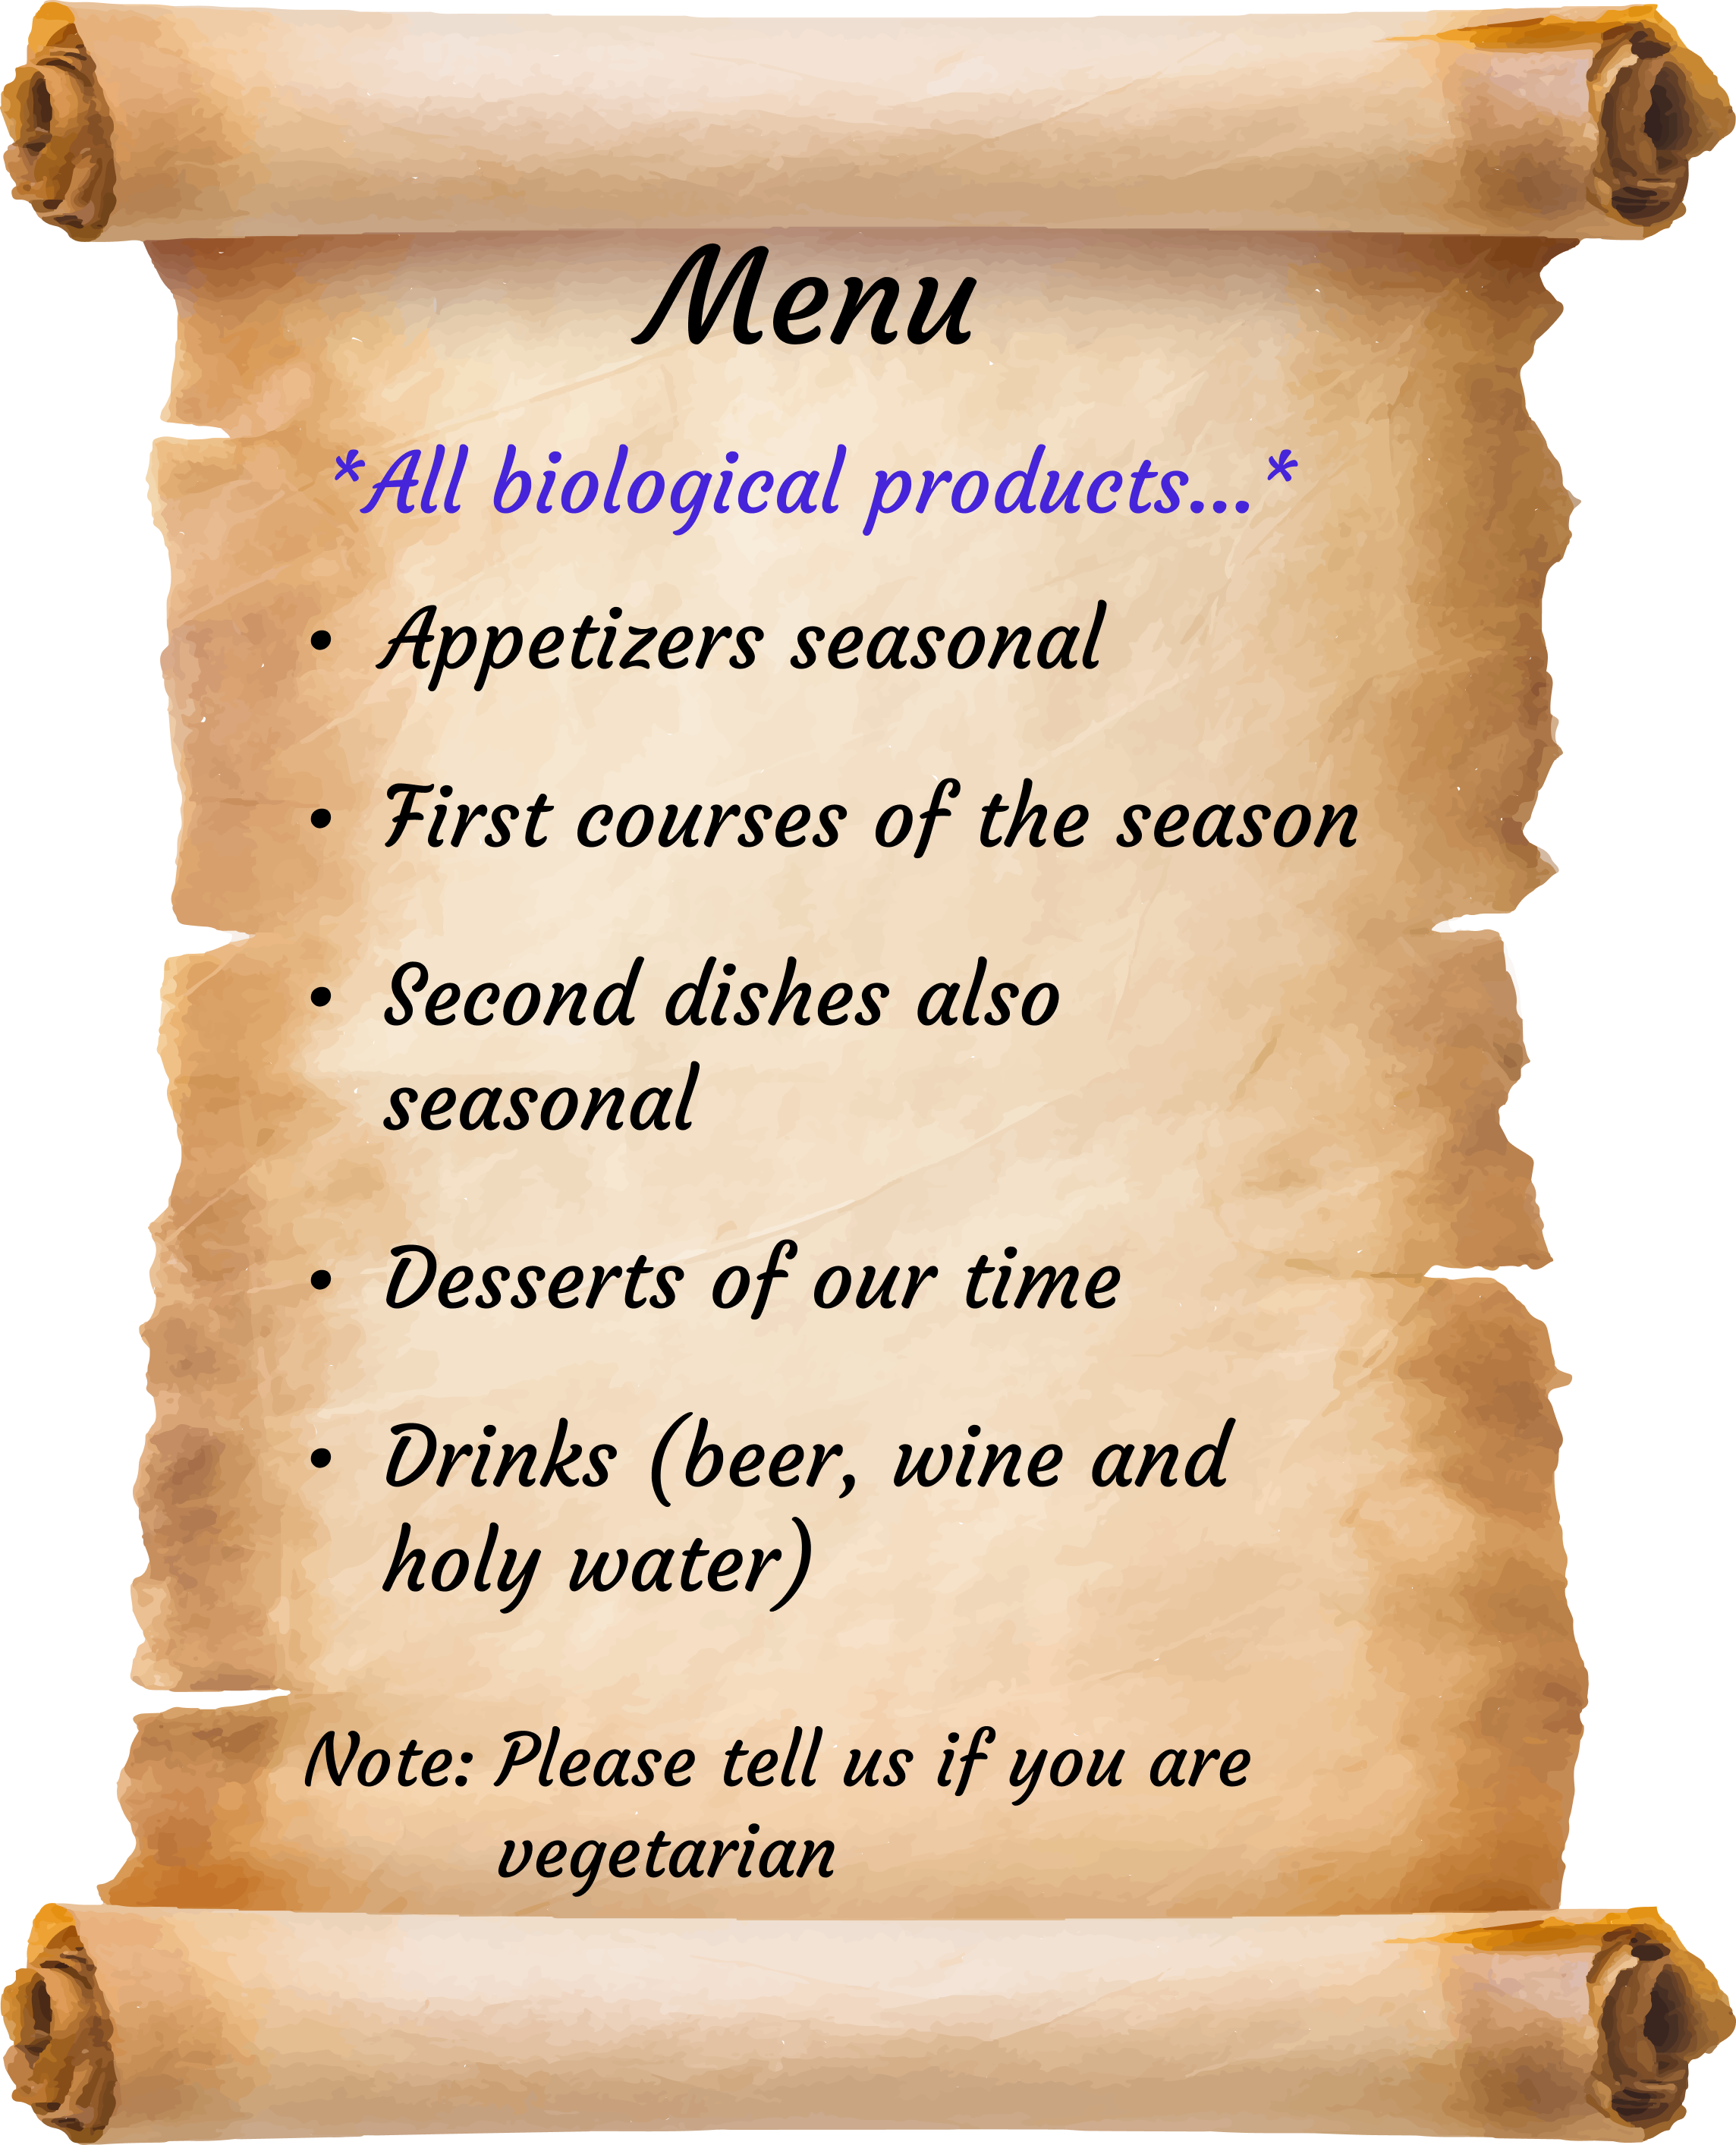 Menu
*All biological products...*
• Appetizers seasonal
• First courses of the season
• Second dishes also
seasonal
• Desserts of our time
• Drinks (beer, wine and
holy water)
Note: Please tell us if you are
vegetarian